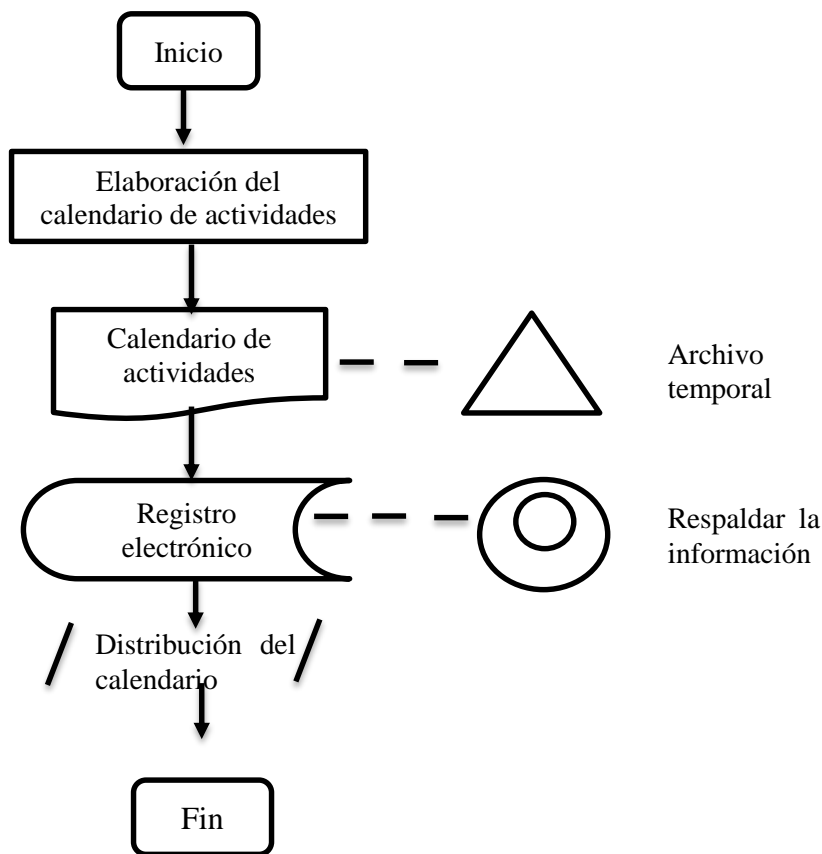 Inicio
Elaboración del
calendario de actividades
Calendario de
actividades
Archivo
temporal
Registro
electrónico
Respaldar la
información
Distribución del
calendario
Fin